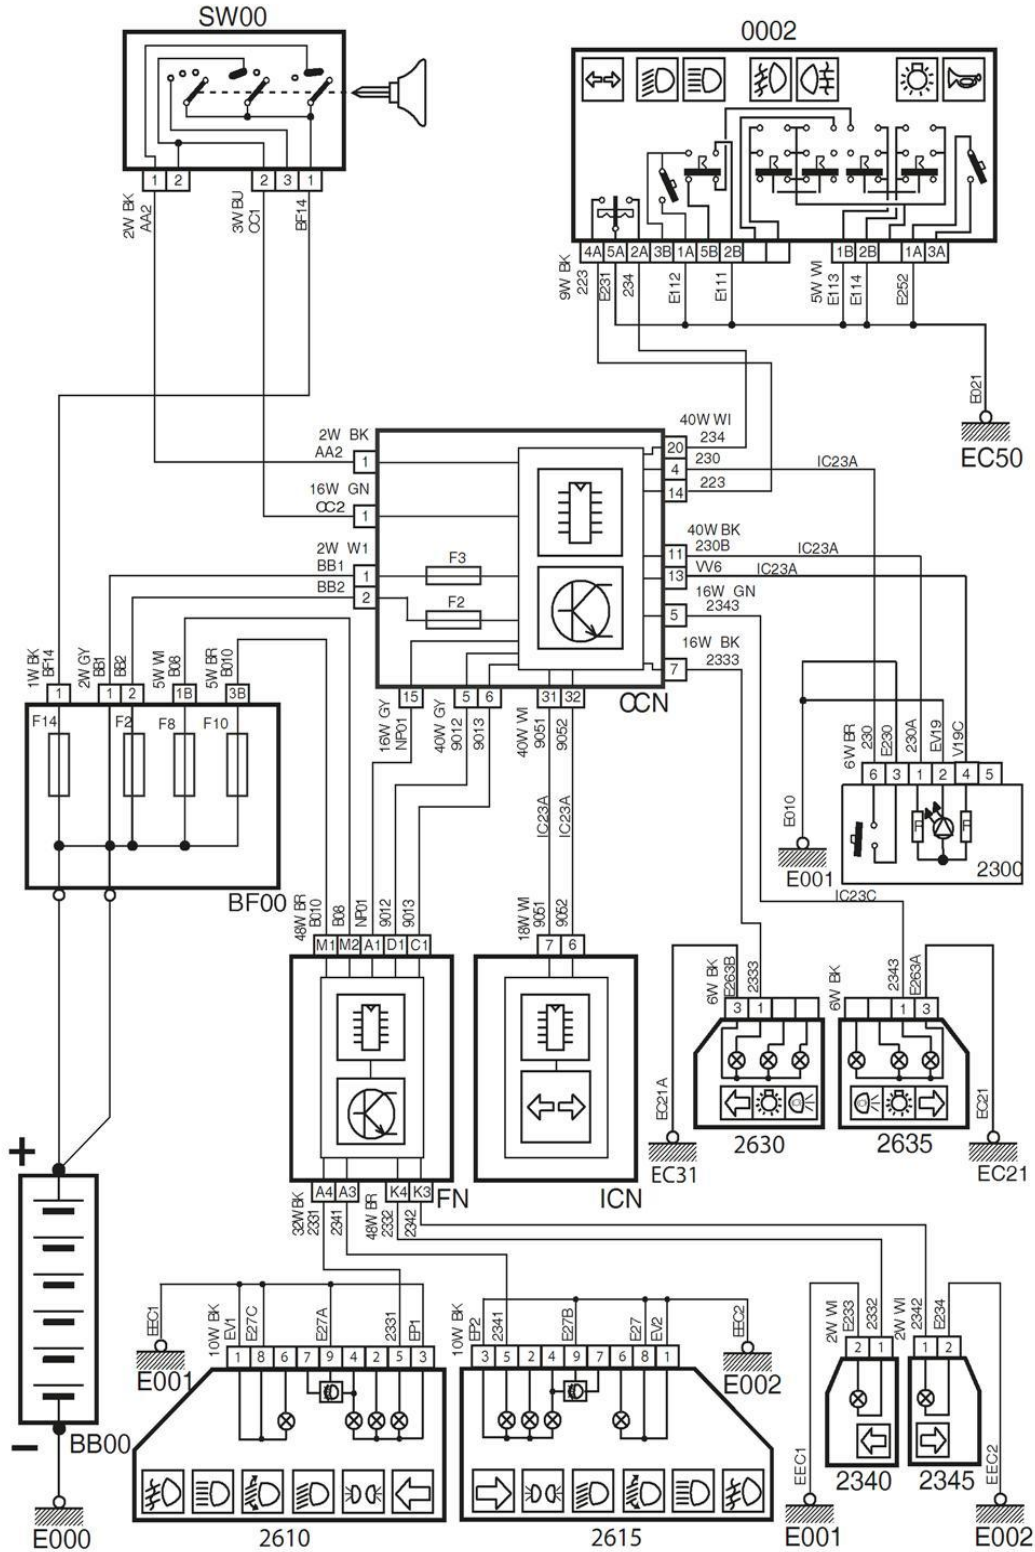 SW00
0002
1 2 2 3 1
2W BK
AA2
3W BU
CC1
BF14
4A 5A 2A 3B 1A 5B 2B 1B 2B 1A 3A
9W BK
223
E231
234
E112
E111
5W WI
E113
E114
E252
E021
EC50
2W BK
AA2
1
16W GN
CC2
1
2W W1
BB1
1
BB2
2
F3
F2
40W WI
20 234
4 230
IC23A
14 223
40W BK
11 230B
IC23A
13 VV6
IC23A
16W GN
5 2343
16W BK
7 2333
CCN
15 5 6 31 32
16W GY
NP01
40W GY
9012
9013
40W WI
9051
9052
1W BK
BF14
2W GY
BB1
BB2
5W WI
B08
5W BR
B010
1 1 2 1B 3B
F14 F2 F8 F10
BF00
IC23A
IC23A
6W BR
230
E230
230A
EV19
V19C
6 3 1 2 4 5
2300
E010
E001
IC23C
48W BR
B010
B08
NP01
9012
9013
M1 M2 A1 D1 C1
18W WI
9051
9052
7 6
FN
ICN
A4 A3 K4 K3
32W BK
2331
2341
48W BR
2332
2342
6W BK
E263B
2333
3 1
2630
EC21A
EC31
6W BK
2343
E263A
1 3
2635
EC21
EC21
+
−
BB00
E000
EEC1
E001
10W BK
EV1
E27C
E27A
2331
EP1
1 8 6 7 9 4 2 5 3
2610
10W BK
EP2
2341
E27B
E27
EV2
3 5 2 4 9 7 6 8 1
2615
EEC2
E002
2W WI
E233
2332
2 1
2340
EEC1
E001
2W WI
2342
E234
1 2
2345
EEC2
E002